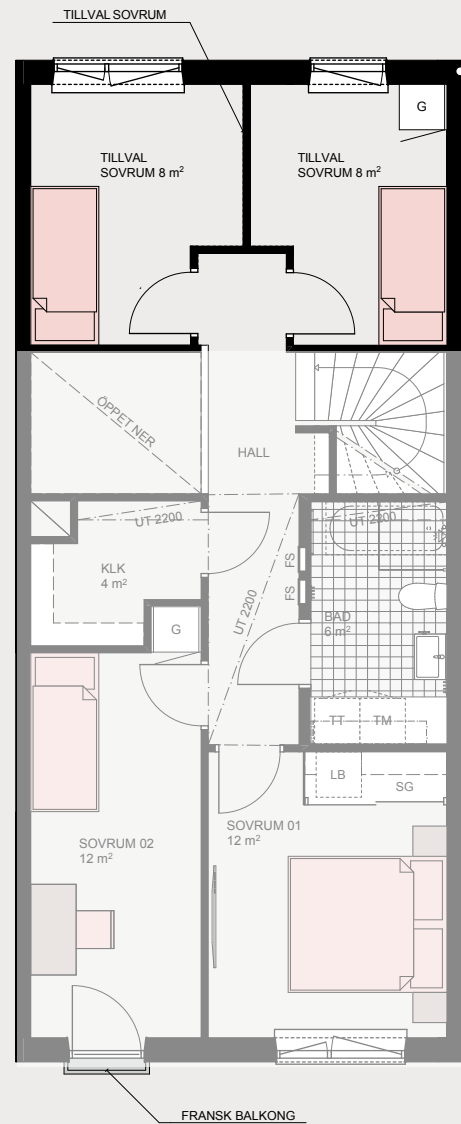 TILLVAL SOVRUM
G
TILLVAL
SOVRUM 8 m²
TILLVAL
SOVRUM 8 m²
ÖPPET NER
HALL
UT 2200
UT 2200
KLK
4 m²
FS
FS
UT 2200
BAD
6 m²
G
TT
TM
LB
SG
SOVRUM 01
12 m²
SOVRUM 02
12 m²
FRANSK BALKONG